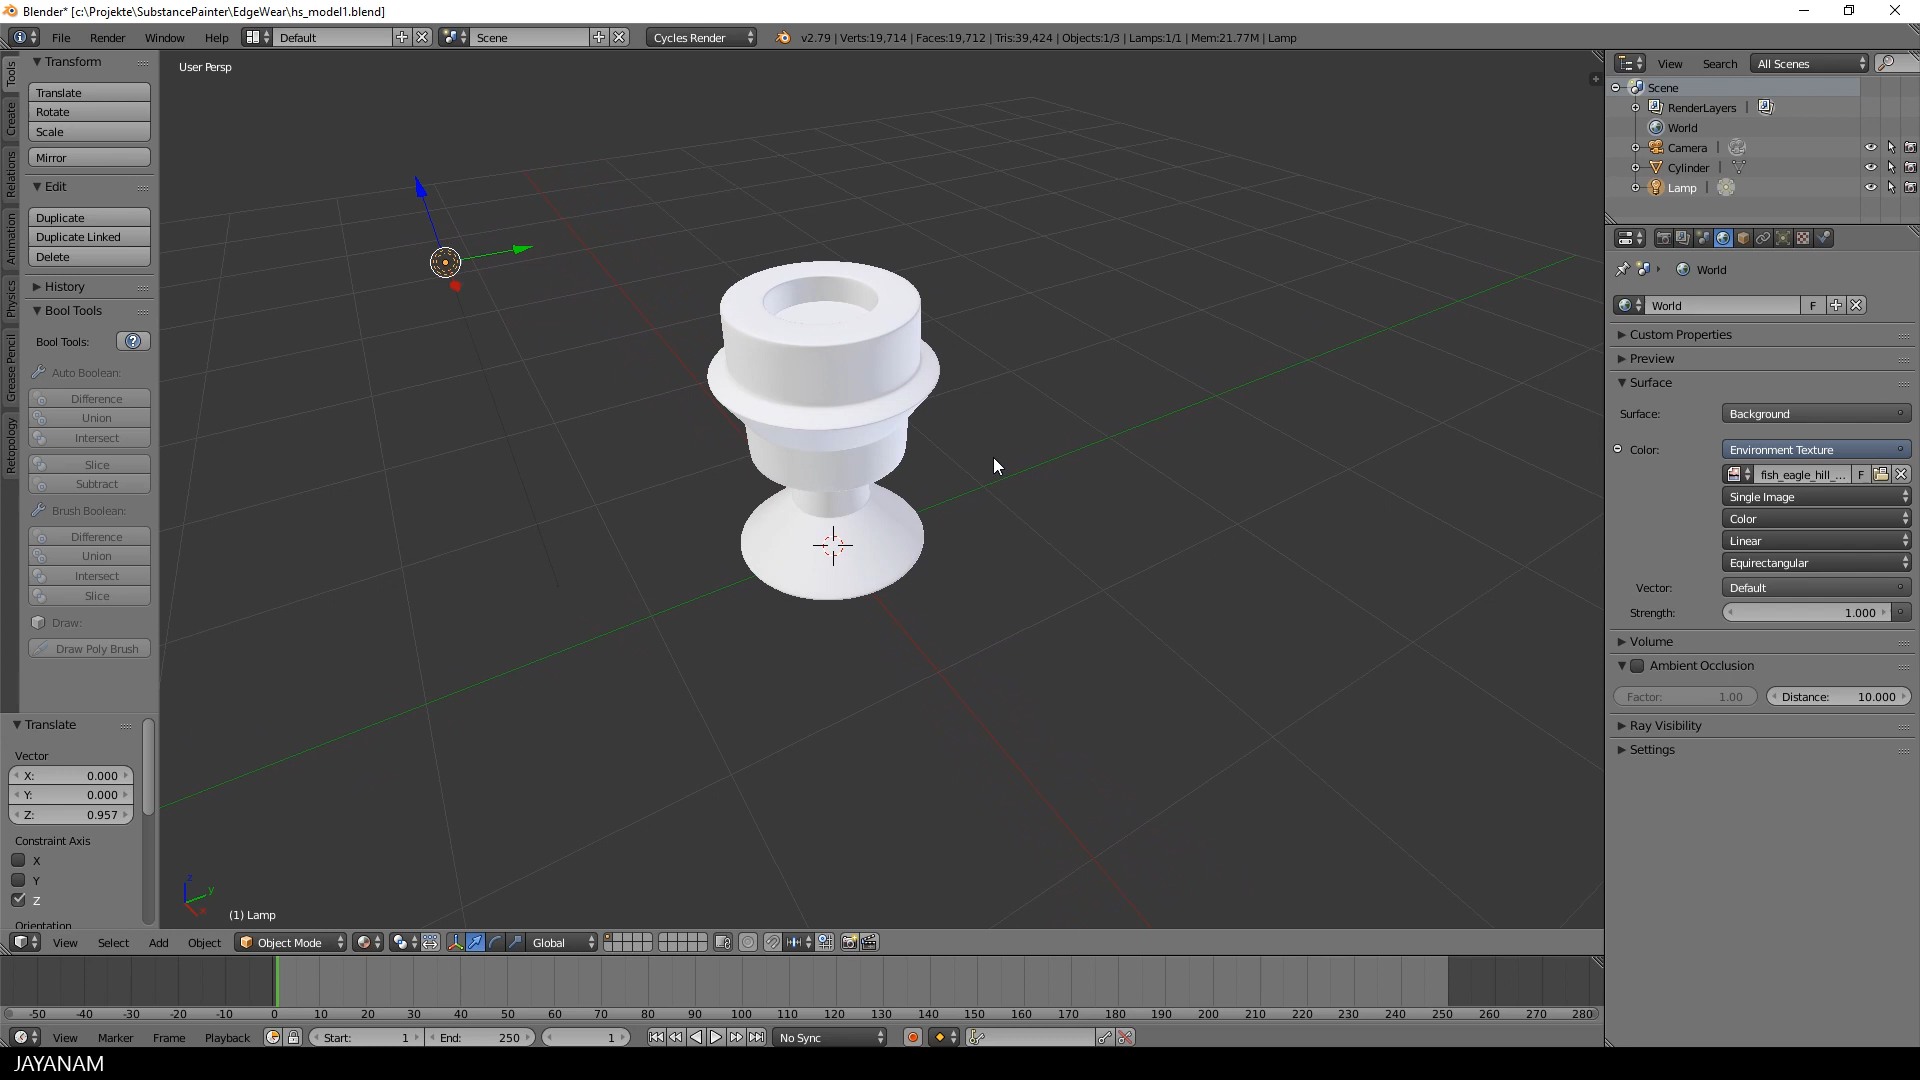 Blender* [c:\Projekte\SubstancePainter\EdgeWear\hs_model1.blend]
File Render Window Help Default Scene Cycles Render v2.79 | Verts:19,714 | Faces:19,712 | Tris:39,424 | Objects:1/3 | Lamps:1/1 | Mem:21.77M | Lamp
Tools
Create
Relations
Animation
Physics
Grease Pencil
Retopology
Transform
Translate
Rotate
Scale
Mirror
Edit
Duplicate
Duplicate Linked
Delete
History
Bool Tools
Bool Tools:
Auto Boolean:
Difference
Union
Intersect
Slice
Subtract
Brush Boolean:
Difference
Union
Intersect
Slice
Draw:
Draw Poly Brush
Translate
Vector
X: 0.000
Y: 0.000
Z: 0.957
Constraint Axis
X
Y
Z
Orientation
User Persp
z
y
x
(1) Lamp
View Select Add Object Object Mode Global
-50 -40 -30 -20 -10 0 10 20 30 40 50 60 70 80 90 100 110 120 130 140 150 160 170 180 190 200 210 220 230 240 250 260 270 280
View Marker Frame Playback Start: 1 End: 250 1 No Sync
JAYANAM
View Search All Scenes
Scene
RenderLayers
World
Camera
Cylinder
Lamp
World
World F
Custom Properties
Preview
Surface
Surface: Background
Color: Environment Texture
fish_eagle_hill_... F
Single Image
Color
Linear
Equirectangular
Vector: Default
Strength: 1.000
Volume
Ambient Occlusion
Factor: 1.00 Distance: 10.000
Ray Visibility
Settings